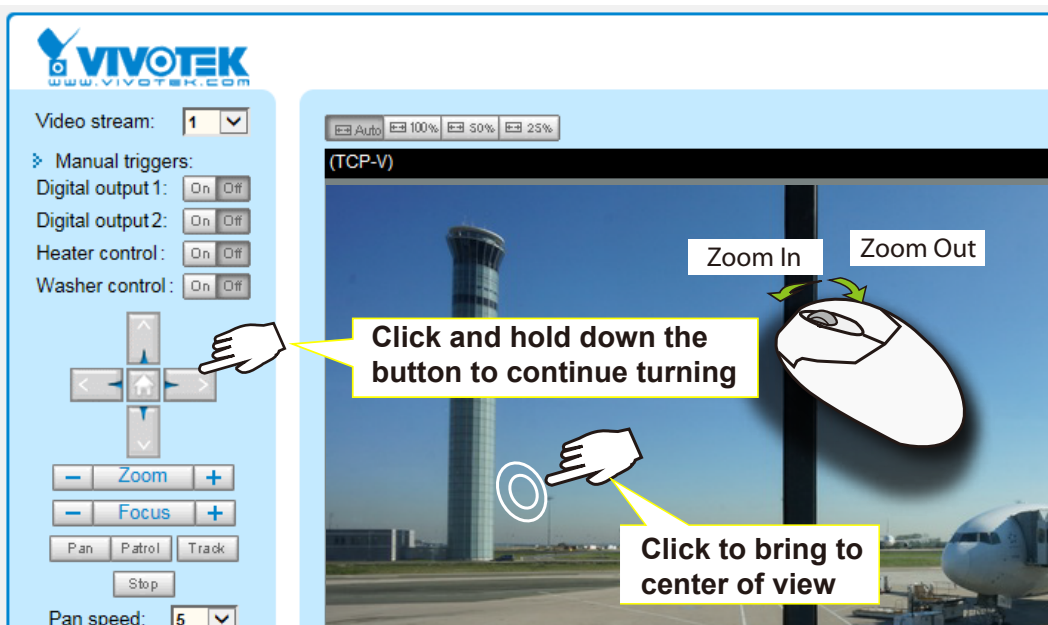 VIVOTEK
www.vivotek.com
Video stream: 1
Auto 100% 50% 25%
Manual triggers:
(TCP-V)
Digital output 1: On Off
Digital output 2: On Off
Heater control : On Off
Washer control : On Off
Zoom In
Zoom Out
Click and hold down the
button to continue turning
− Zoom +
− Focus +
Pan Patrol Track
Stop
Pan speed: 5
Click to bring to
center of view